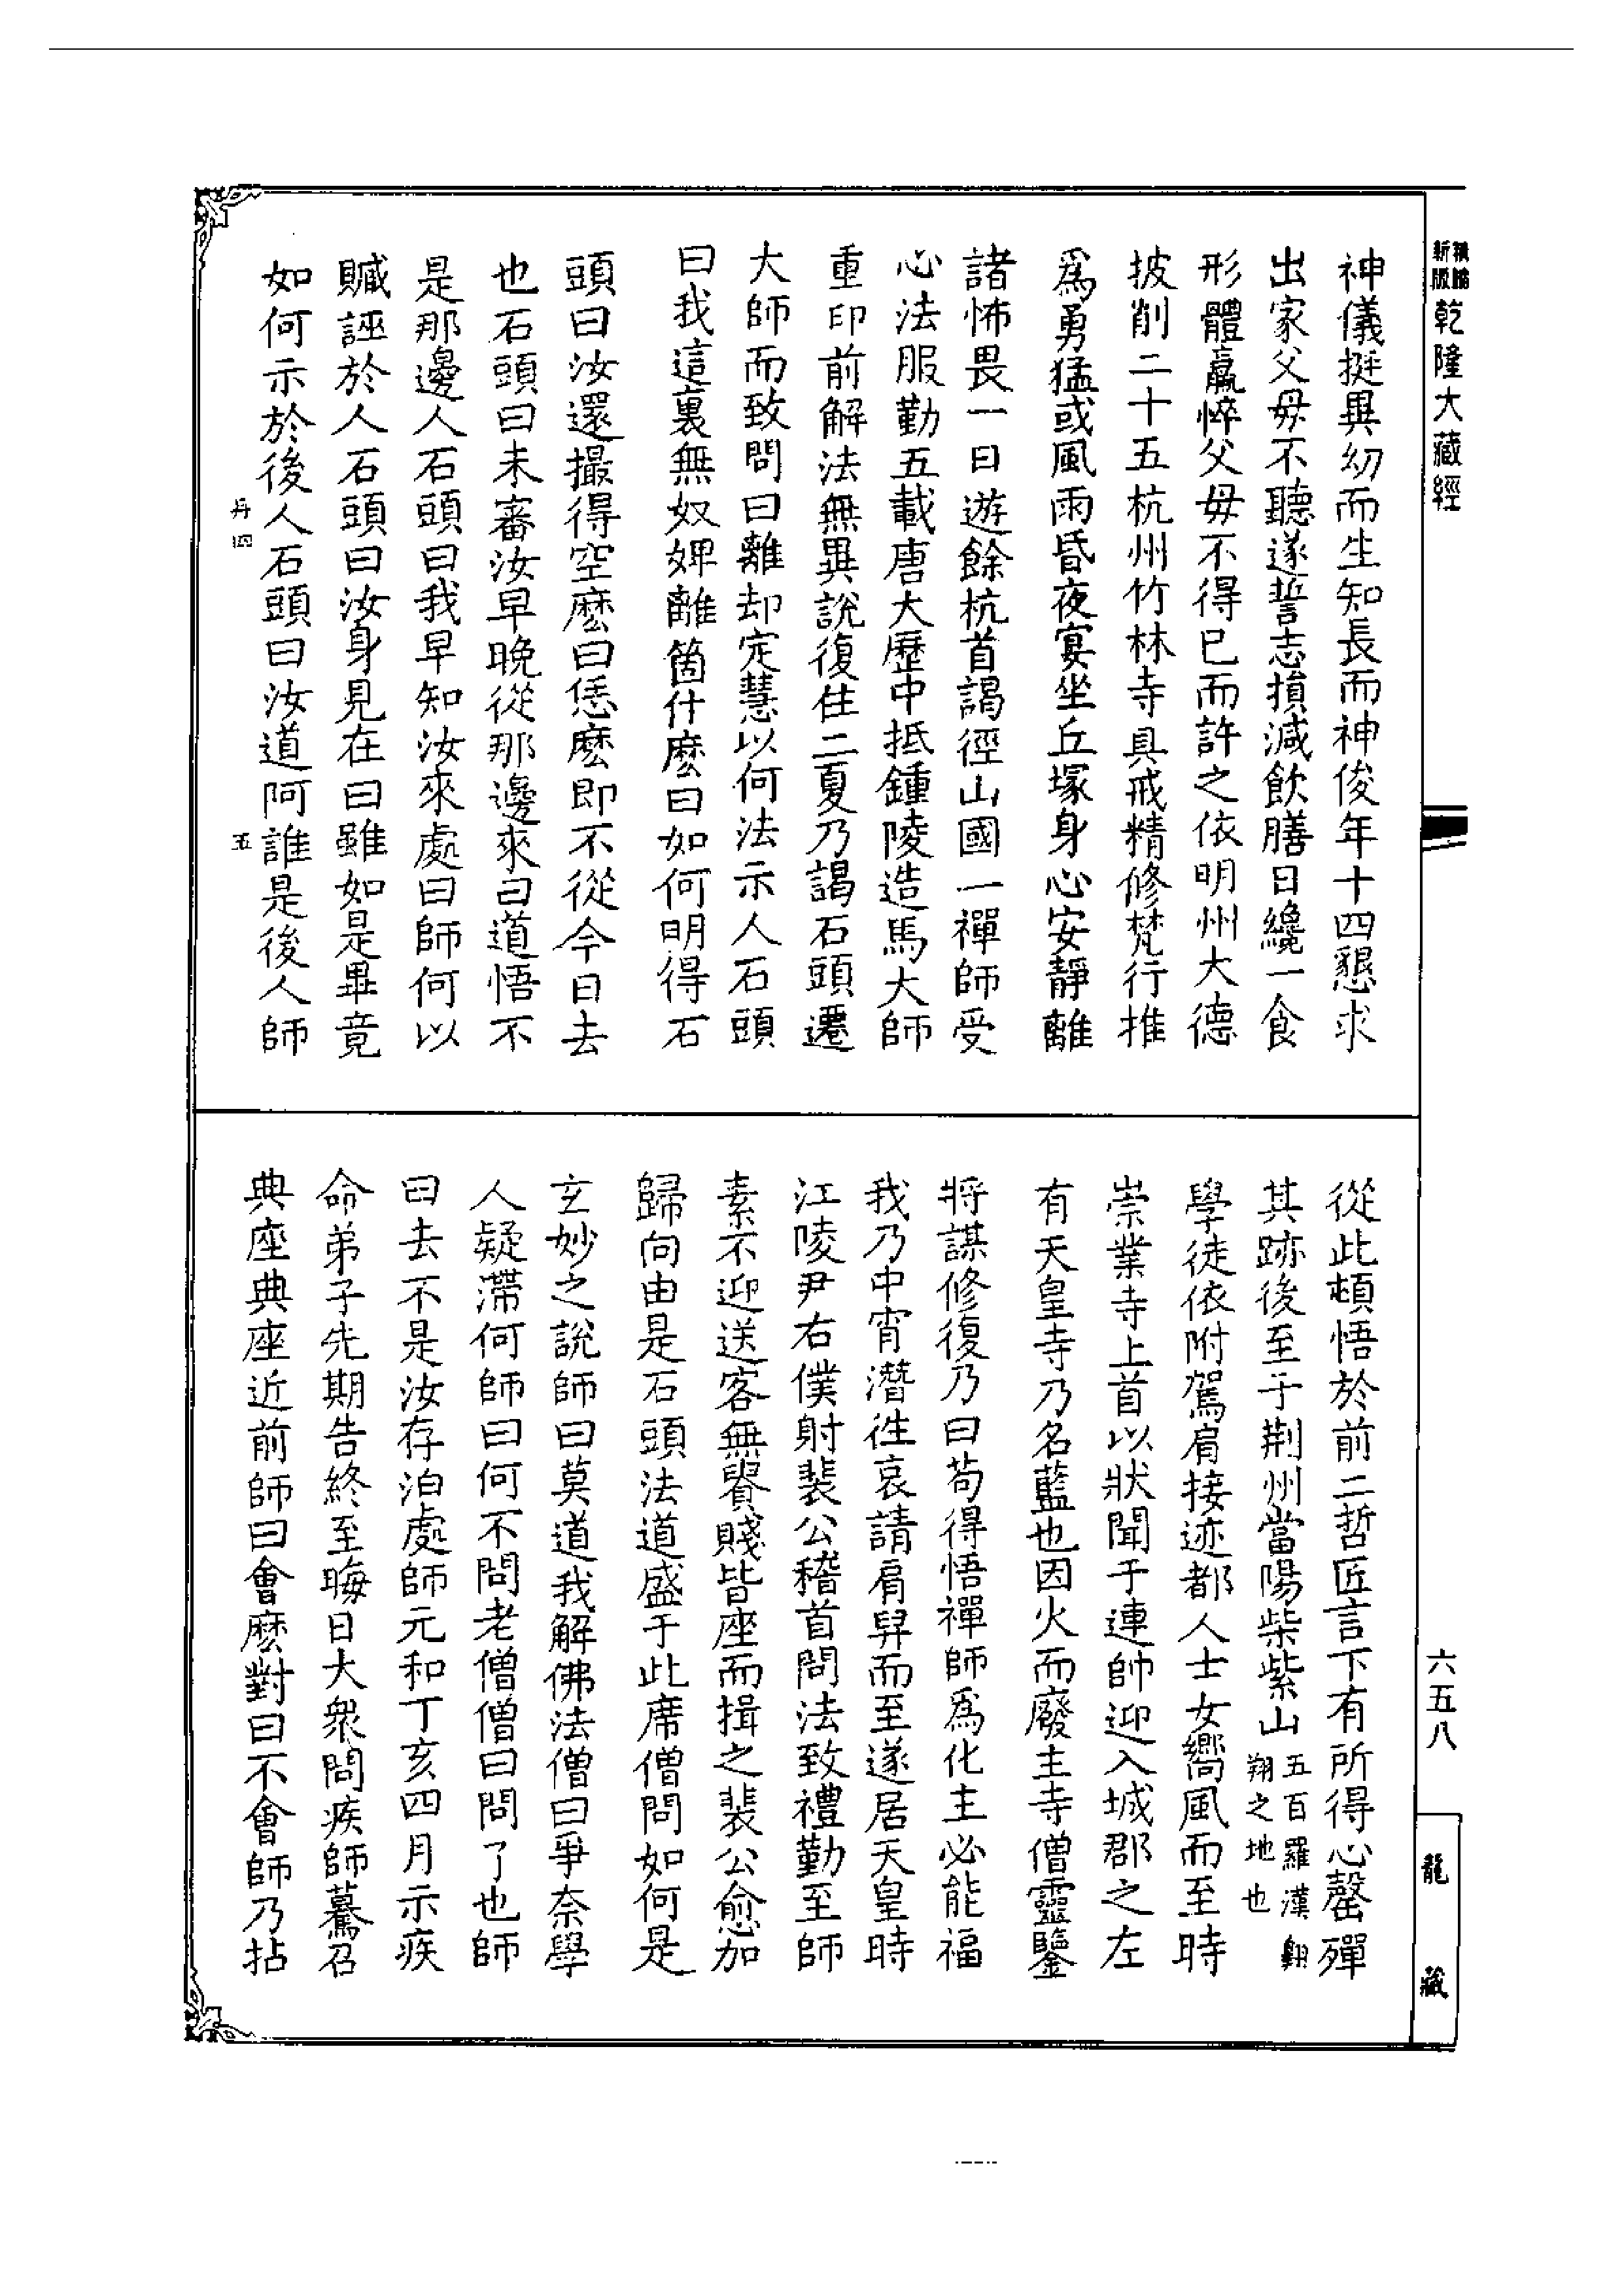 乾隆大藏經
神儀挺異幼而生知長而神俊年十四懇求
出家父母不聽遂誓志損減飲膳日纔一食
形體羸悴父母不得已而許之依明州大德
披削二十五杭州竹林寺具戒精修梵行推
爲勇猛或風雨昏夜宴坐丘塚身心安靜離
諸怖畏一日遊餘杭首謁徑山國一禪師受
心法服勤五載唐大歷中抵鍾陵造馬大師
重印前解法無異說復住二夏乃謁石頭遷
大師而致問曰離却定慧以何法示人石頭
曰我這裏無奴婢離箇什麽曰如何明得石
頭曰汝還撮得空麽曰恁麽即不從今日去
也石頭曰未審汝早晚從那邊來曰道悟不
是那邊人石頭曰我早知汝來處曰師何以
贓誣於人石頭曰汝身見在曰雖如是畢竟
如何示於後人石頭曰汝道阿誰是後人師
五
從此頓悟於前二哲匠言下有所得心罄殫
其跡後至于荆州當陽柴紫山五百羅漢翺
翔之地也
學徒依附駕肩接迹都人士女嚮風而至時
崇業寺上首以狀聞于連帥迎入城郡之左
有天皇寺乃名藍也因火而廢主寺僧靈鑒
將謀修復乃曰苟得悟禪師爲化主必能福
我乃中宵潛往哀請肩舁而至遂居天皇時
江陵尹右僕射裴公稽首問法致禮勤至師
素不迎送客無貴賤皆座而揖之裴公愈加
歸向由是石頭法道盛于此席僧問如何是
玄妙之說師曰莫道我解佛法僧曰爭奈學
人疑滯何師曰何不問老僧僧曰問了也師
曰去不是汝存泊處師元和丁亥四月示疾
命弟子先期告終至晦日大衆問疾師驀召
典座典座近前師曰會麽對曰不會師乃拈
六五八
龍藏